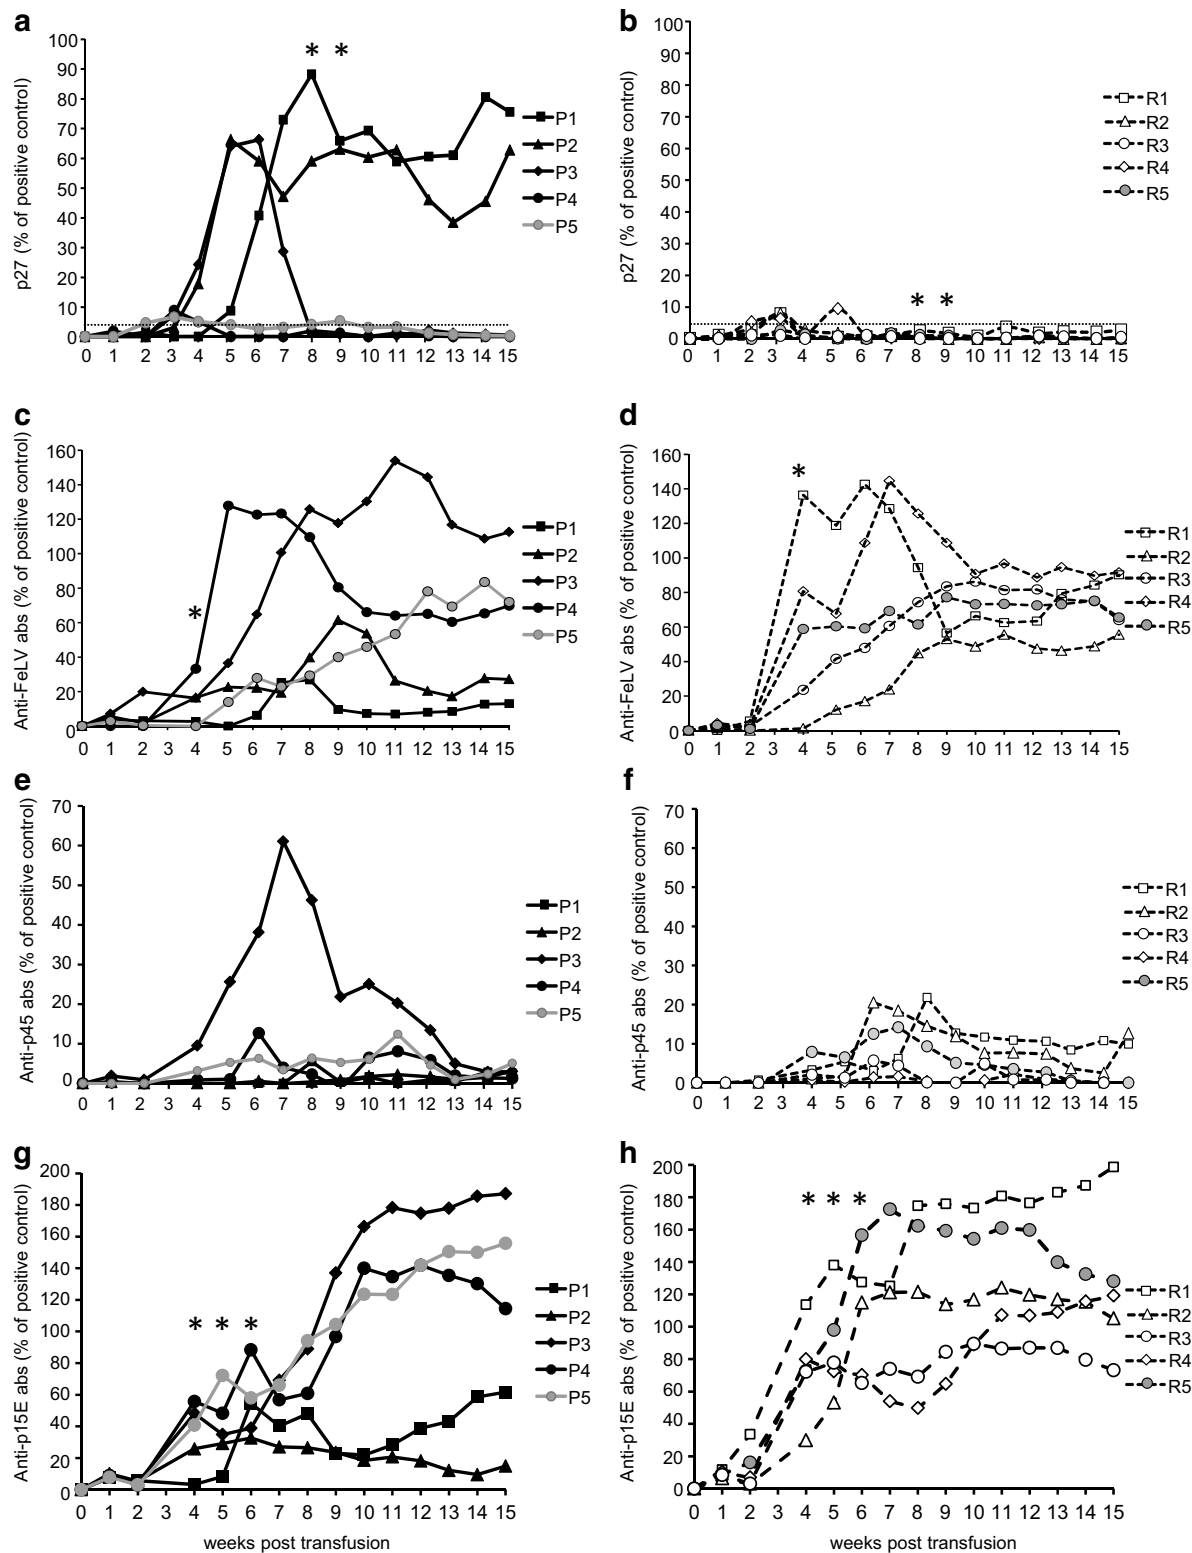 a
p27 (% of positive control)
100
90
80
70
60
50
40
30
20
10
0
* *
0 1 2 3 4 5 6 7 8 9 10 11 12 13 14 15
P1
P2
P3
P4
P5
b
p27 (% of positive control)
100
90
80
70
60
50
40
30
20
10
0
* *
0 1 2 3 4 5 6 7 8 9 10 11 12 13 14 15
R1
R2
R3
R4
R5
c
Anti-FeLV abs (% of positive control)
160
140
120
100
80
60
40
20
0
*
0 1 2 3 4 5 6 7 8 9 10 11 12 13 14 15
P1
P2
P3
P4
P5
d
Anti-FeLV abs (% of positive control)
160
140
120
100
80
60
40
20
0
*
0 1 2 3 4 5 6 7 8 9 10 11 12 13 14 15
R1
R2
R3
R4
R5
e
Anti-p45 abs (% of positive control)
70
60
50
40
30
20
10
0
0 1 2 3 4 5 6 7 8 9 10 11 12 13 14 15
P1
P2
P3
P4
P5
f
Anti-p45 abs (% of positive control)
70
60
50
40
30
20
10
0
0 1 2 3 4 5 6 7 8 9 10 11 12 13 14 15
R1
R2
R3
R4
R5
g
Anti-p15E abs (% of positive control)
200
180
160
140
120
100
80
60
40
20
0
* * *
0 1 2 3 4 5 6 7 8 9 10 11 12 13 14 15
weeks post transfusion
P1
P2
P3
P4
P5
h
Anti-p15E abs (% of positive control)
200
180
160
140
120
100
80
60
40
20
0
* * *
0 1 2 3 4 5 6 7 8 9 10 11 12 13 14 15
weeks post transfusion
R1
R2
R3
R4
R5